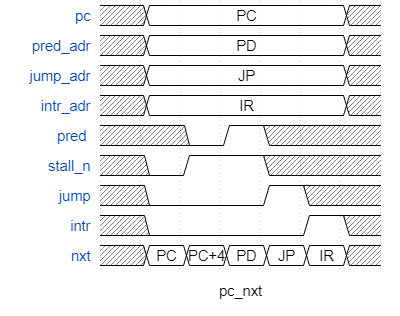 pc PC
pred_adr PD
jump_adr JP
intr_adr IR
pred
stall_n
jump
intr
nxt PC PC+4 PD JP IR
pc_nxt